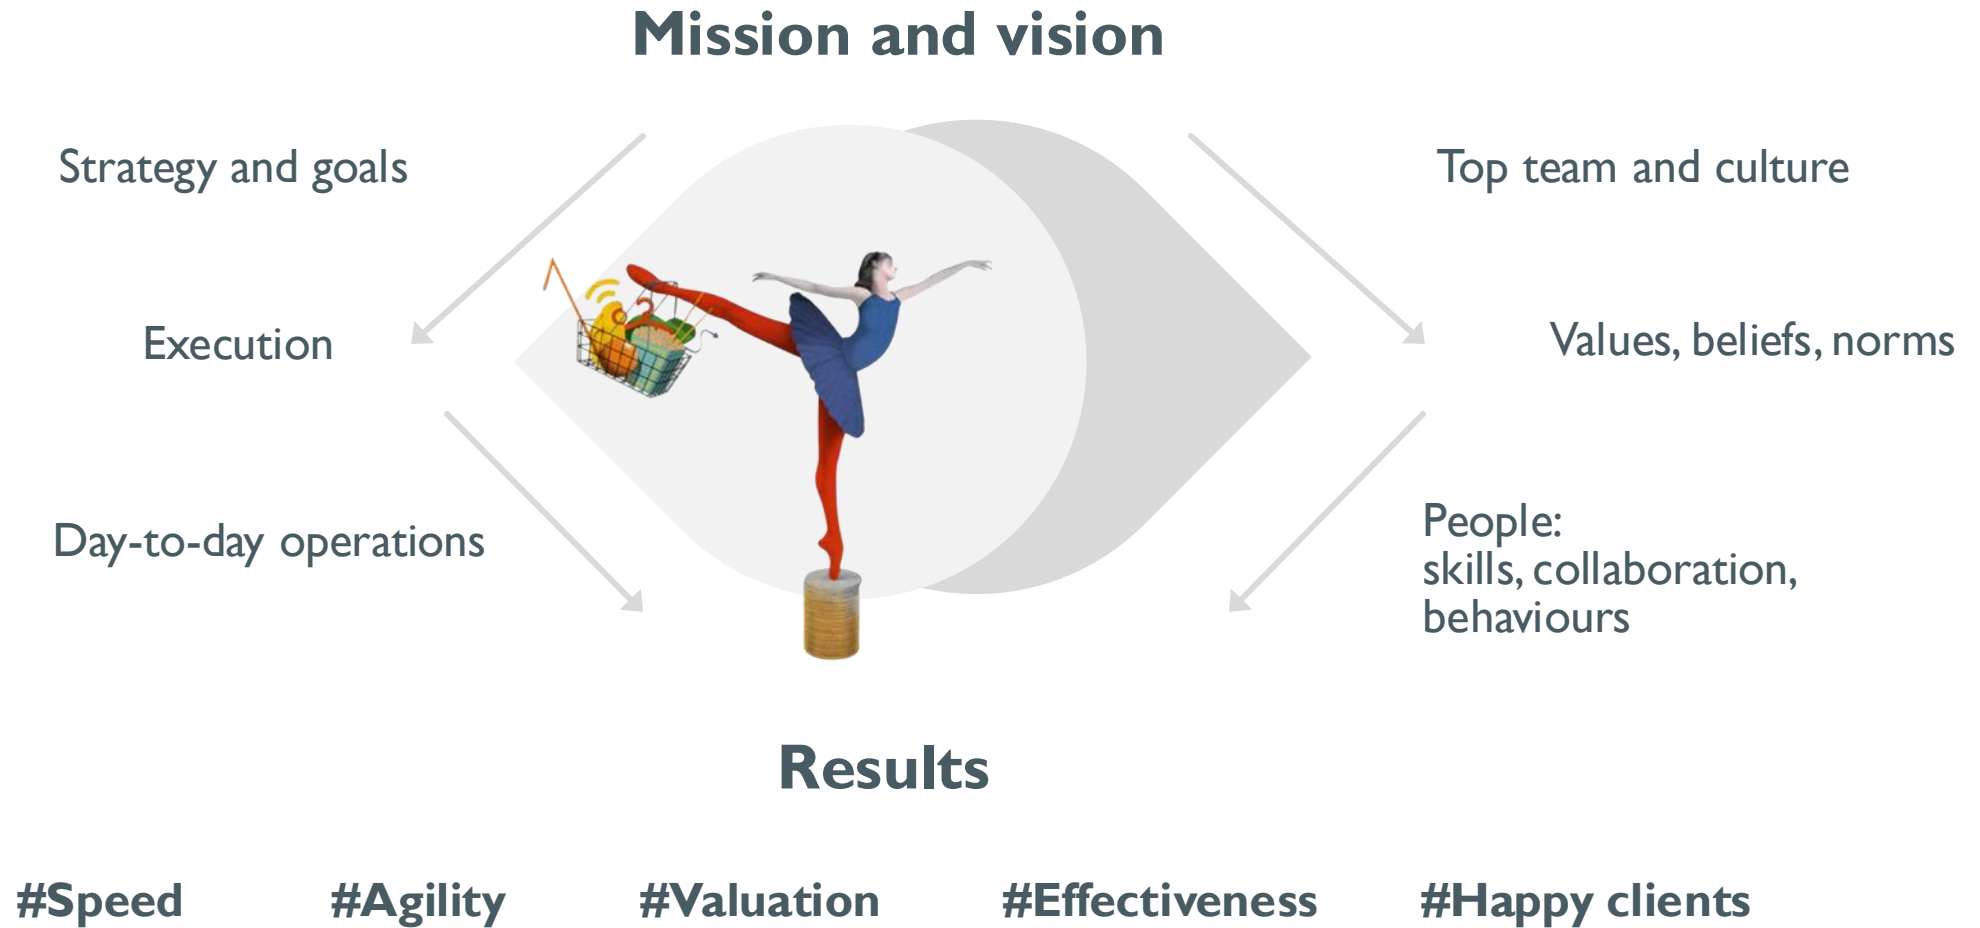 Mission and vision
Strategy and goals
Top team and culture
Execution
Values, beliefs, norms
Day-to-day operations
People:
skills, collaboration,
behaviours
Results
#Speed
#Agility
#Valuation
#Effectiveness
#Happy clients